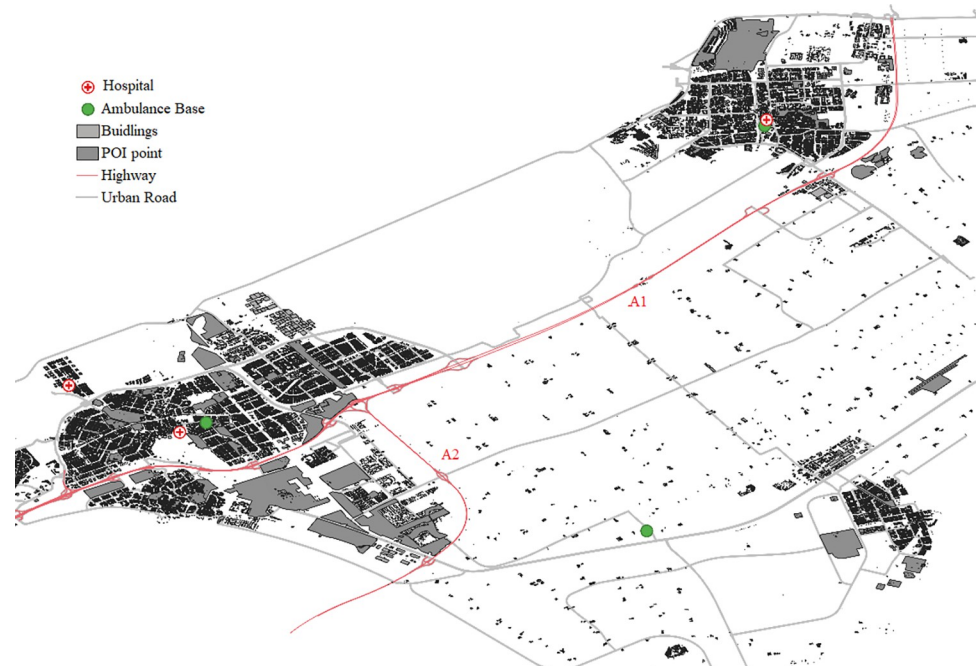 Hospital
Ambulance Base
Buidlings
POI point
Highway
Urban Road
A1
A2